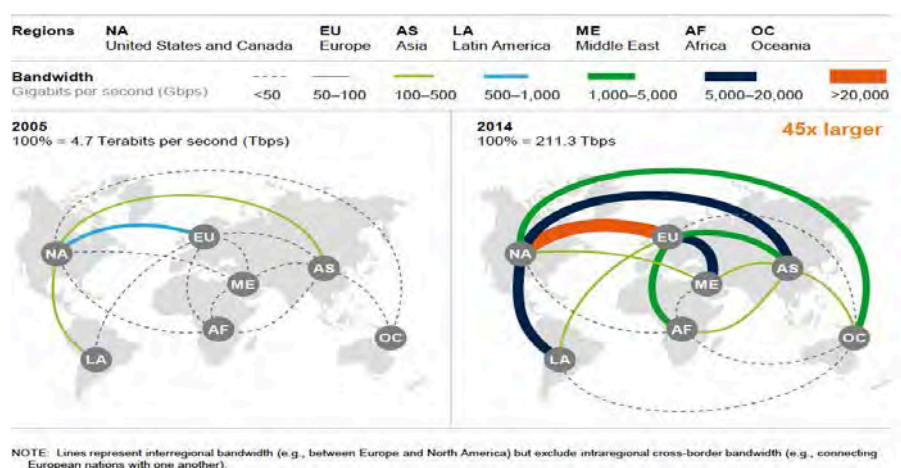 Regions NA EU AS LA ME AF OC
United States and Canada Europe Asia Latin America Middle East Africa Oceania
Bandwidth
Gigabits per second (Gbps) <50 50–100 100–500 500–1,000 1,000–5,000 5,000–20,000 >20,000
2005
100% = 4.7 Terabits per second (Tbps)
NA
EU
AS
ME
AF
OC
LA
2014
100% = 211.3 Tbps
45x larger
NA
EU
AS
ME
AF
OC
LA
NOTE: Lines represent interregional bandwidth (e.g., between Europe and North America) but exclude intraregional cross-border bandwidth (e.g., connecting
European nations with one another).